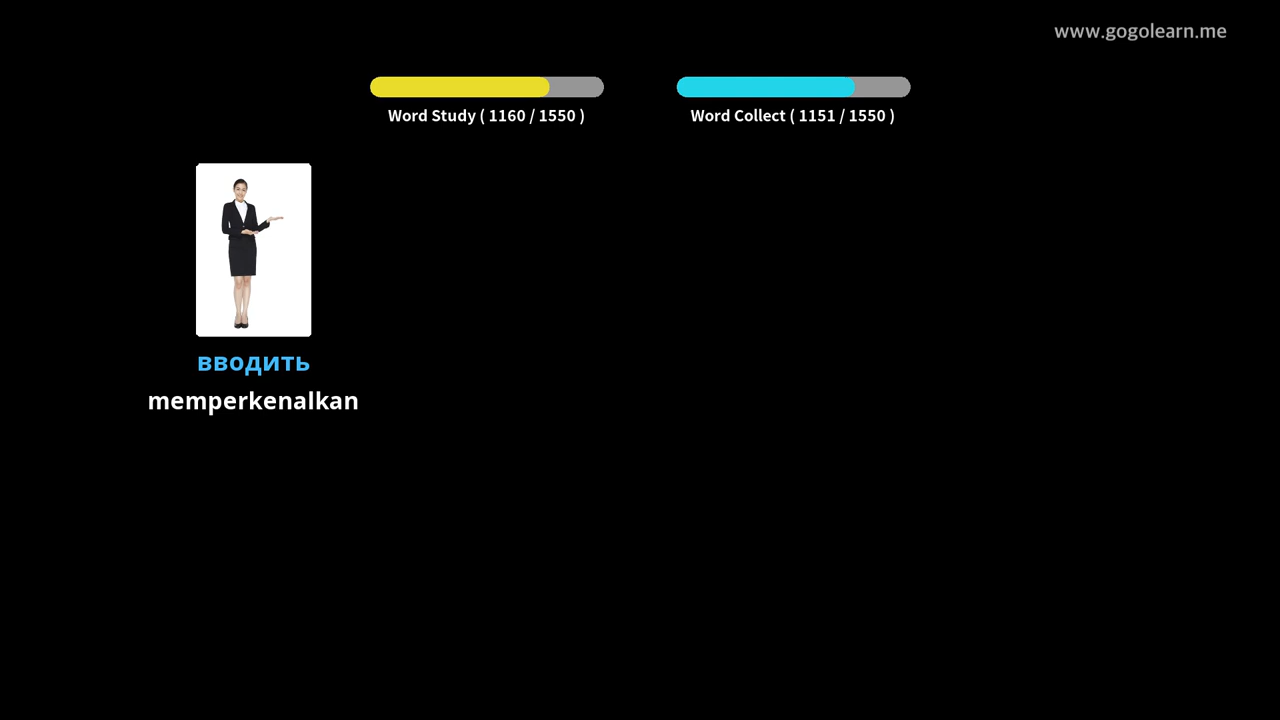 www.gogolearn.me
Word Study ( 1160 / 1550 )
Word Collect ( 1151 / 1550 )
вводить
memperkenalkan